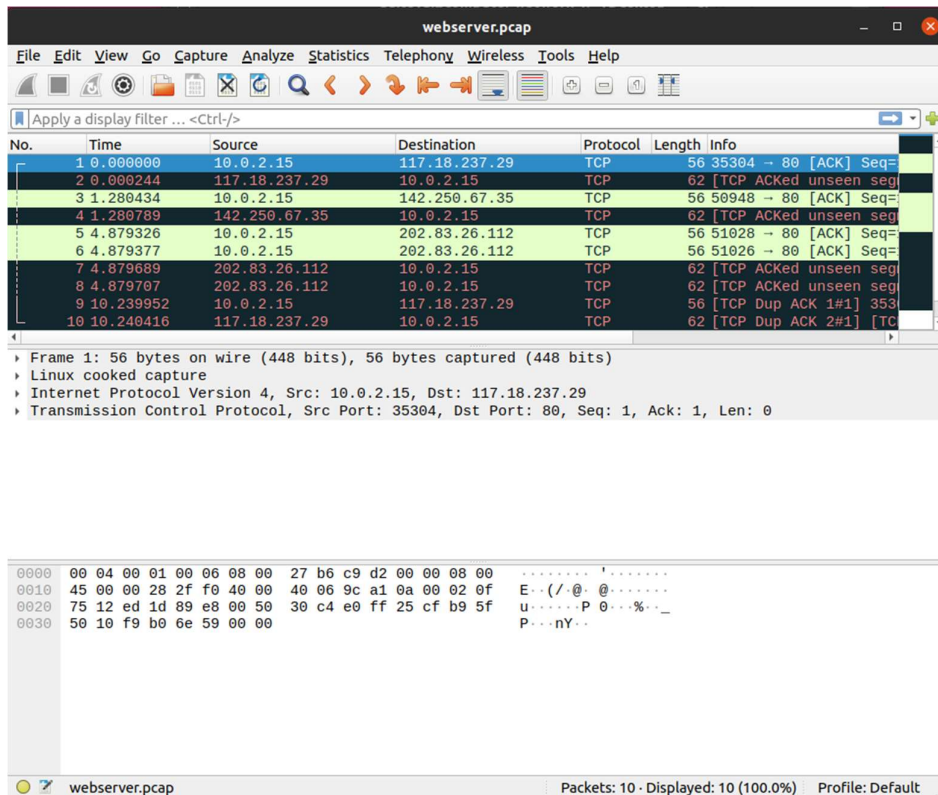 webserver.pcap
File Edit View Go Capture Analyze Statistics Telephony Wireless Tools Help
Apply a display filter … <Ctrl-/>
No. Time Source Destination Protocol Length Info
1 0.000000 10.0.2.15 117.18.237.29 TCP 56 35304 → 80 [ACK] Seq=
2 0.000244 117.18.237.29 10.0.2.15 TCP 62 [TCP ACKed unseen seg
3 1.280434 10.0.2.15 142.250.67.35 TCP 56 50948 → 80 [ACK] Seq=
4 1.280789 142.250.67.35 10.0.2.15 TCP 62 [TCP ACKed unseen seg
5 4.879326 10.0.2.15 202.83.26.112 TCP 56 51028 → 80 [ACK] Seq=
6 4.879377 10.0.2.15 202.83.26.112 TCP 56 51026 → 80 [ACK] Seq=
7 4.879689 202.83.26.112 10.0.2.15 TCP 62 [TCP ACKed unseen seg
8 4.879707 202.83.26.112 10.0.2.15 TCP 62 [TCP ACKed unseen seg
9 10.239952 10.0.2.15 117.18.237.29 TCP 56 [TCP Dup ACK 1#1] 353
10 10.240416 117.18.237.29 10.0.2.15 TCP 62 [TCP Dup ACK 2#1] [TC
Frame 1: 56 bytes on wire (448 bits), 56 bytes captured (448 bits)
Linux cooked capture
Internet Protocol Version 4, Src: 10.0.2.15, Dst: 117.18.237.29
Transmission Control Protocol, Src Port: 35304, Dst Port: 80, Seq: 1, Ack: 1, Len: 0
0000 00 04 00 01 00 06 08 00 27 b6 c9 d2 00 00 08 00 ········ '·······
0010 45 00 00 28 2f f0 40 00 40 06 9c a1 0a 00 02 0f E··(/·@· @·······
0020 75 12 ed 1d 89 e8 00 50 30 c4 e0 ff 25 cf b9 5f u······P 0···%··_
0030 50 10 f9 b0 6e 59 00 00 P···nY··
webserver.pcap Packets: 10 · Displayed: 10 (100.0%) Profile: Default